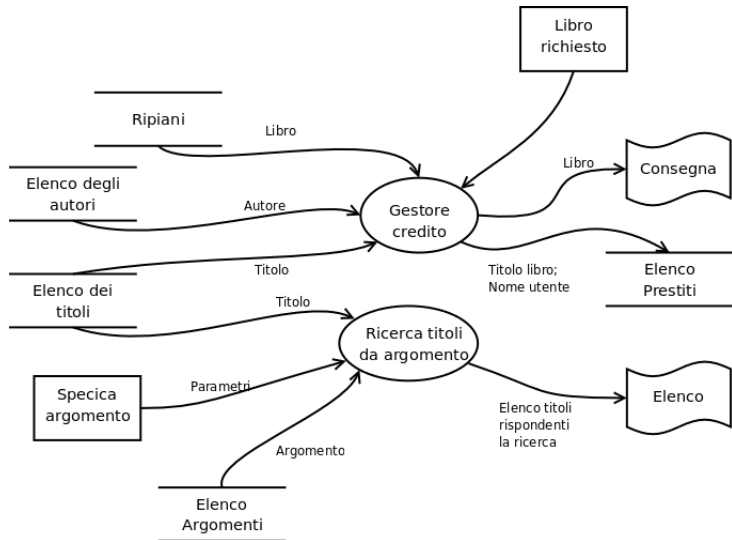 Libro
richiesto
Ripiani
Libro
Elenco degli
autori
Autore
Gestore
credito
Libro
Consegna
Titolo
Elenco dei
titoli
Titolo libro;
Nome utente
Elenco
Prestiti
Titolo
Ricerca titoli
da argomento
Specica
argomento
Parametri
Elenco titoli
rispondenti
la ricerca
Elenco
Argomento
Elenco
Argomenti